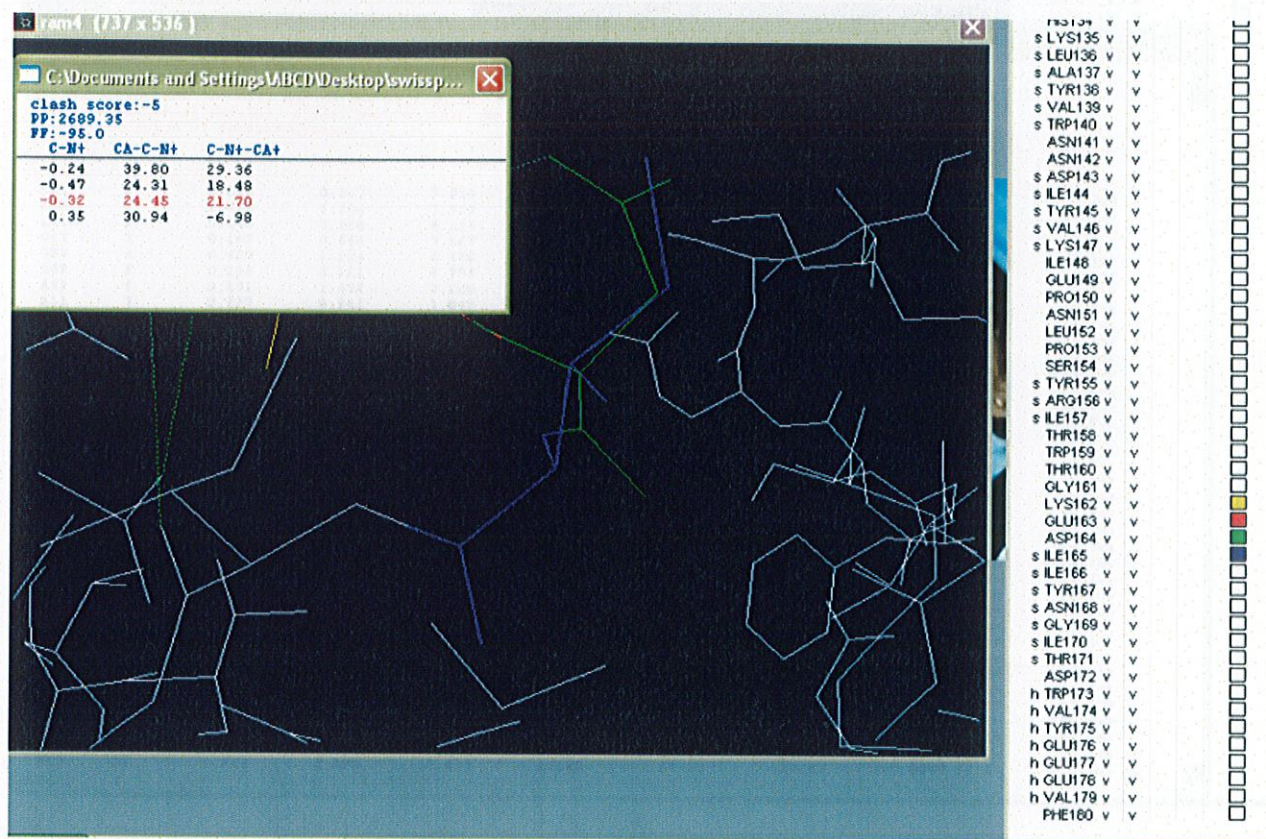 ram4 (737 x 536 )
C:\Documents and Settings\ABCD\Desktop\swissp...
clash score:-5
PP:2689.35
FF:-95.0
C-N+ CA-C-N+ C-N+-CA+
-0.24 39.80 29.36
-0.47 24.31 18.48
-0.32 24.45 21.70
0.35 30.94 -6.98
HIS134 v v
s LYS135 v v
s LEU136 v v
s ALA137 v v
s TYR138 v v
s VAL139 v v
s TRP140 v v
ASN141 v v
ASN142 v v
s ASP143 v v
s ILE144 v v
s TYR145 v v
s VAL146 v v
s LYS147 v v
ILE148 v v
GLU149 v v
PRO150 v v
ASN151 v v
LEU152 v v
PRO153 v v
SER154 v v
s TYR155 v v
s ARG156 v v
s ILE157 v v
THR158 v v
TRP159 v v
THR160 v v
GLY161 v v
LYS162 v v
GLU163 v v
ASP164 v v
s ILE165 v v
s ILE166 v v
s TYR167 v v
s ASN168 v v
s GLY169 v v
s ILE170 v v
s THR171 v v
ASP172 v v
h TRP173 v v
h VAL174 v v
h TYR175 v v
h GLU176 v v
h GLU177 v v
h GLU178 v v
h VAL179 v v
PHE180 v v